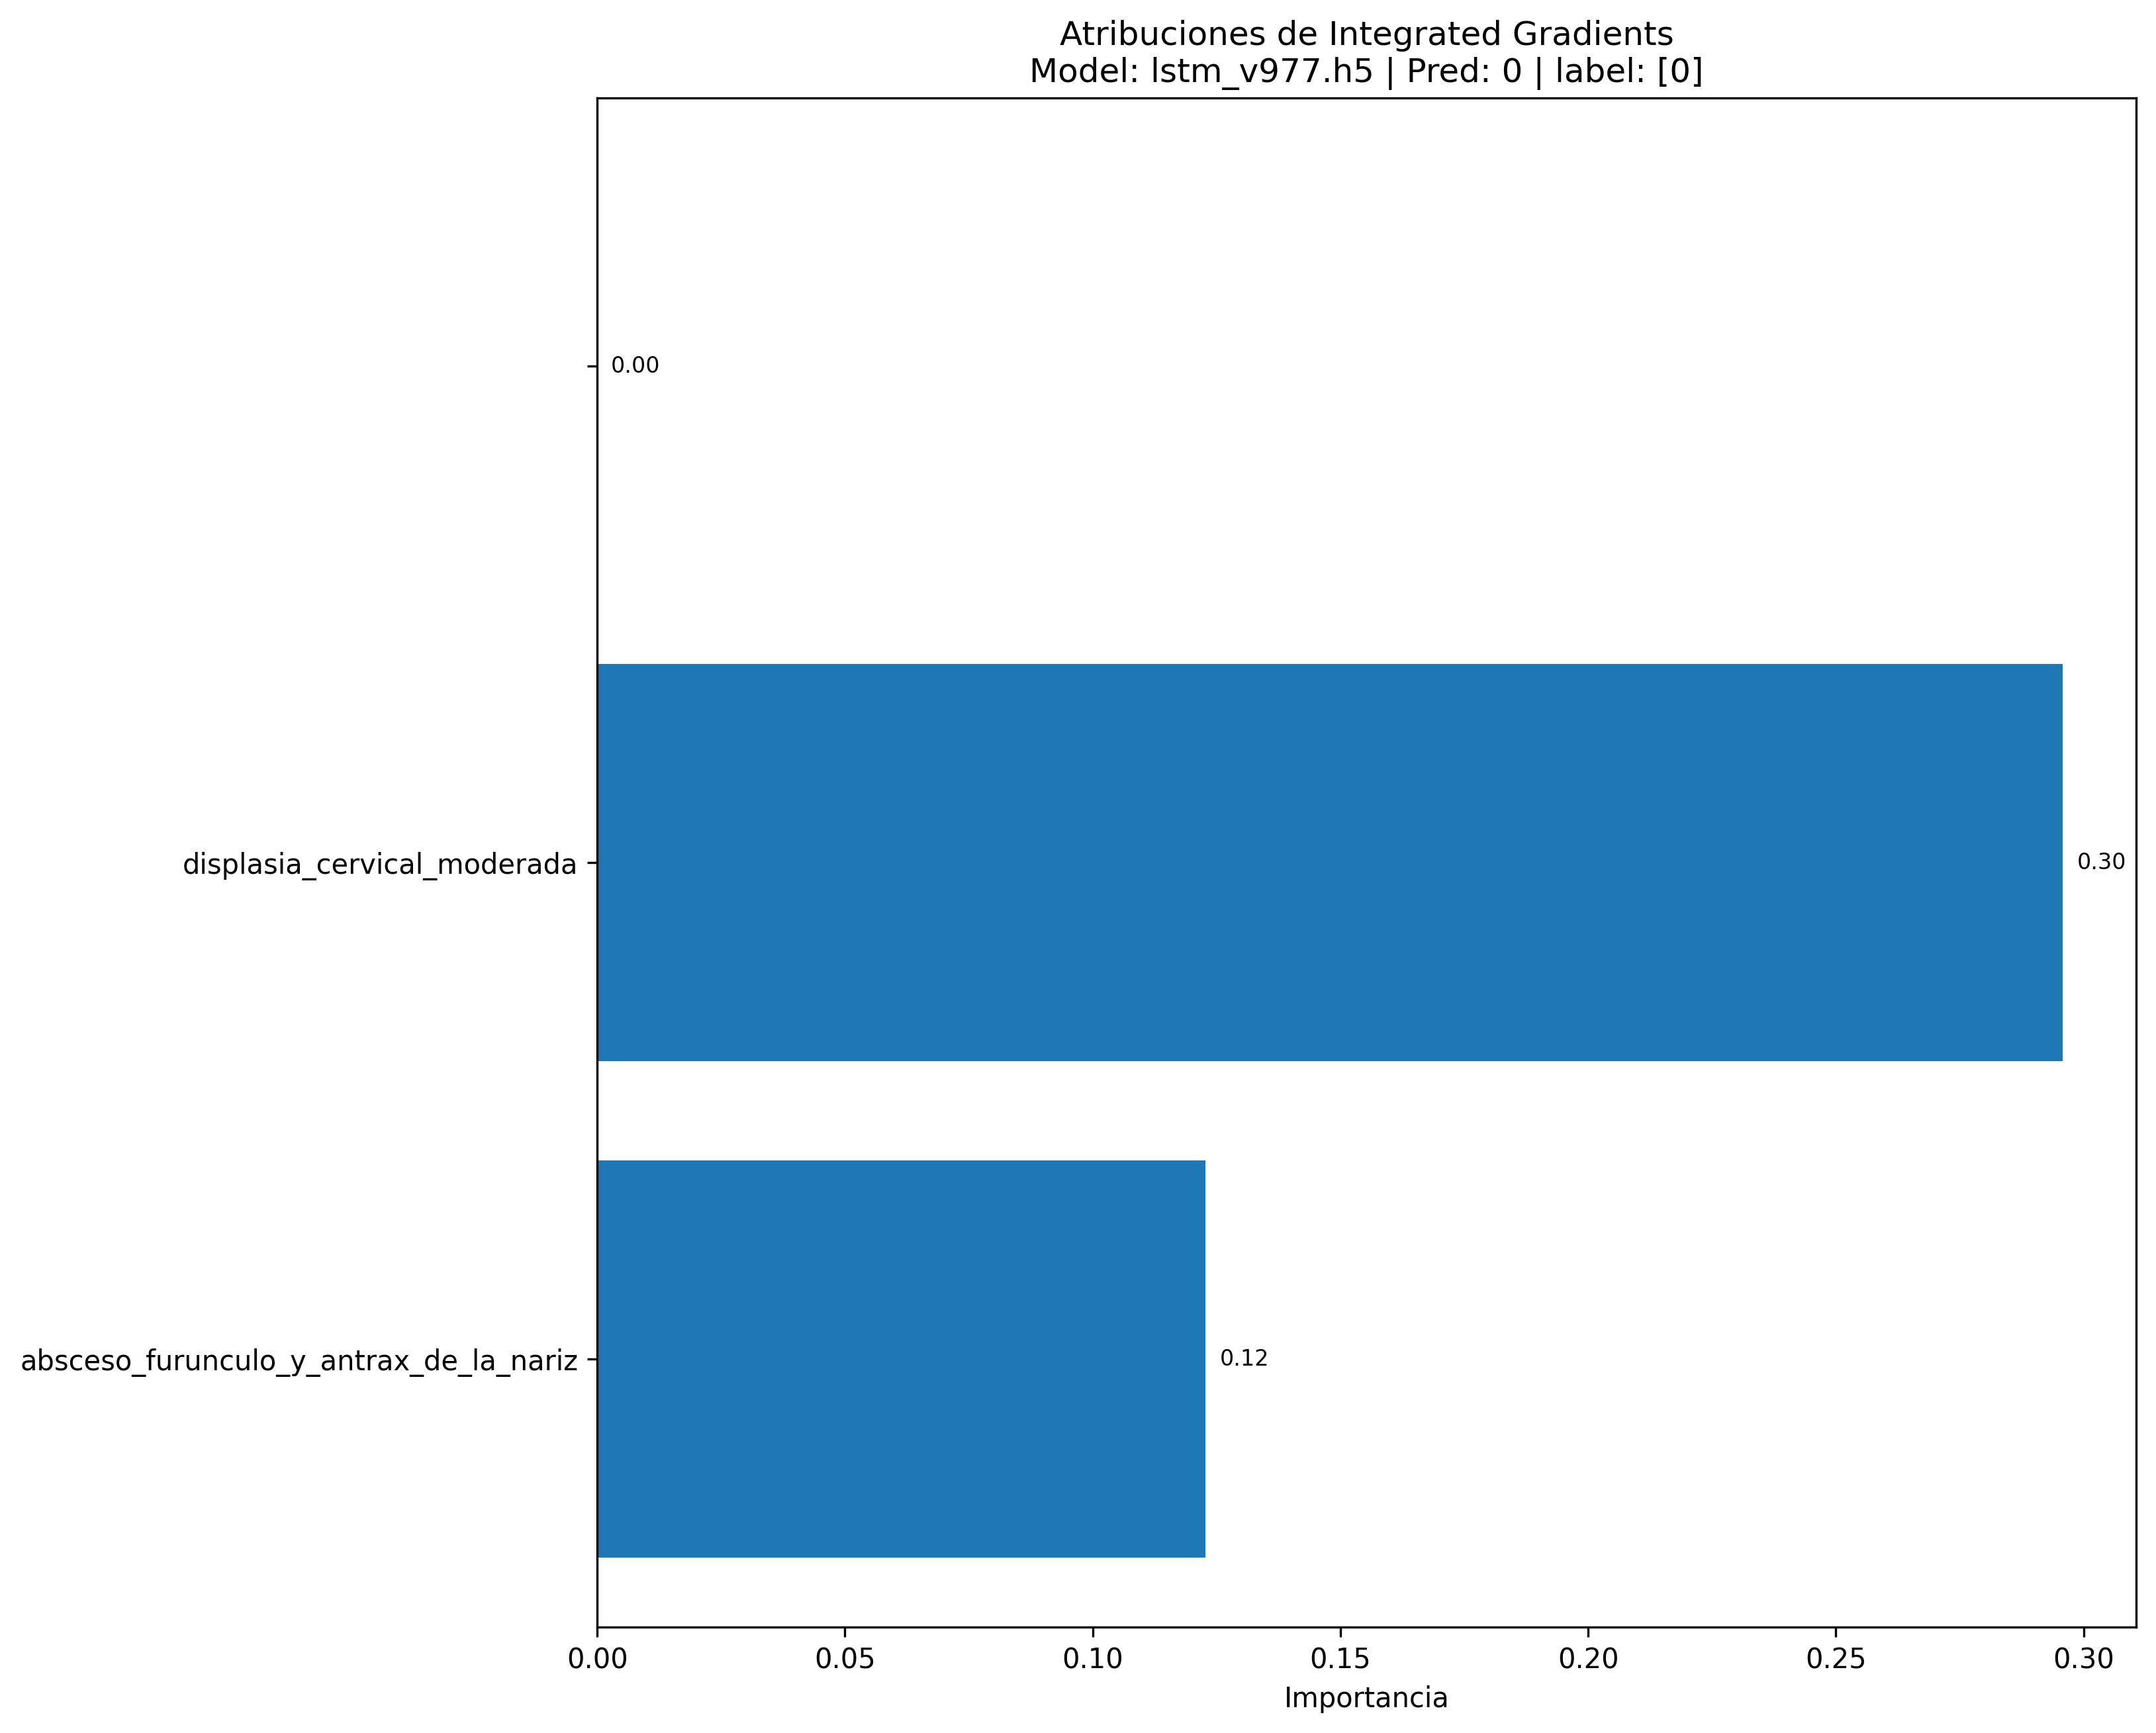 Atribuciones de Integrated Gradients
Model: lstm_v977.h5 | Pred: 0 | label: [0]
0.00
displasia_cervical_moderada
0.30
absceso_furunculo_y_antrax_de_la_nariz
0.12
0.00 0.05 0.10 0.15 0.20 0.25 0.30
Importancia